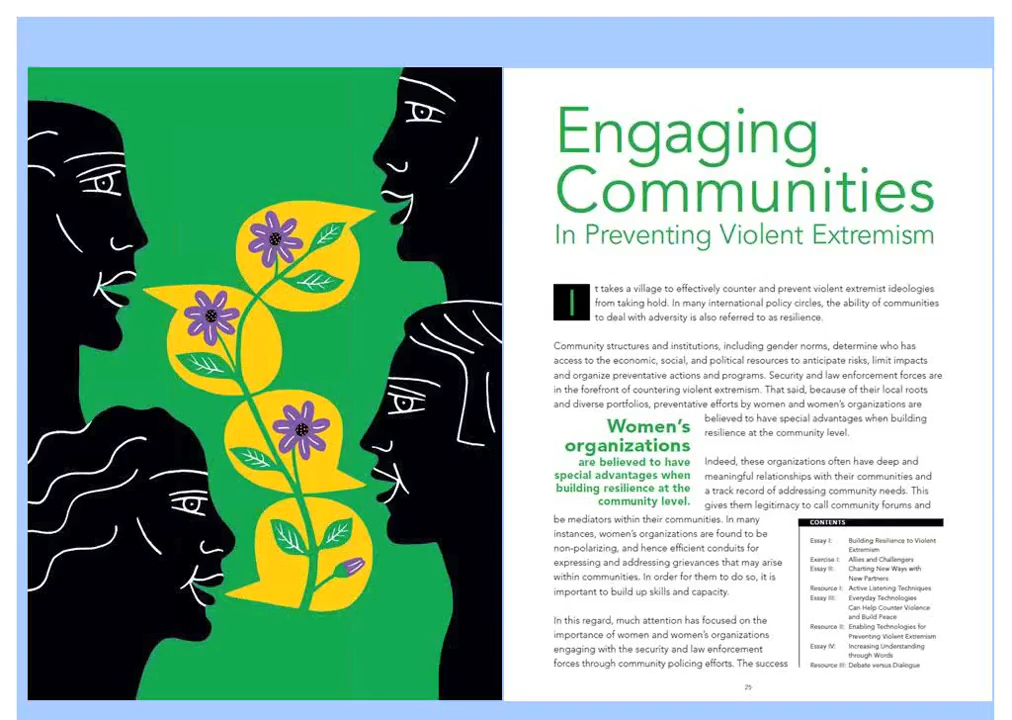 Engaging
Communities
In Preventing Violent Extremism
It takes a village to effectively counter and prevent violent extremist ideologies
from taking hold. In many international policy circles, the ability of communities
to deal with adversity is also referred to as resilience.
Community structures and institutions, including gender norms, determine who has
access to the economic, social, and political resources to anticipate risks, limit impacts
and organize preventative actions and programs. Security and law enforcement forces are
in the forefront of countering violent extremism. That said, because of their local roots
and diverse portfolios, preventative efforts by women and women's organizations are
believed to have special advantages when building
resilience at the community level.
Women's
organizations
are believed to have
special advantages when
building resilience at the
community level.
Indeed, these organizations often have deep and
meaningful relationships with their communities and
a track record of addressing community needs. This
gives them legitimacy to call community forums and
be mediators within their communities. In many
instances, women's organizations are found to be
non-polarizing, and hence efficient conduits for
expressing and addressing grievances that may arise
within communities. In order for them to do so, it is
important to build up skills and capacity.
In this regard, much attention has focused on the
importance of women and women's organizations
engaging with the security and law enforcement
forces through community policing efforts. The success
CONTENTS
Essay I: Building Resilience to Violent
Extremism
Exercise I: Allies and Challengers
Essay II: Charting New Ways with
New Partners
Resource I: Active Listening Techniques
Essay III: Everyday Technologies
Can Help Counter Violence
and Build Peace
Resource II: Enabling Technologies for
Preventing Violent Extremism
Essay IV: Increasing Understanding
through Words
Resource III: Debate versus Dialogue
25